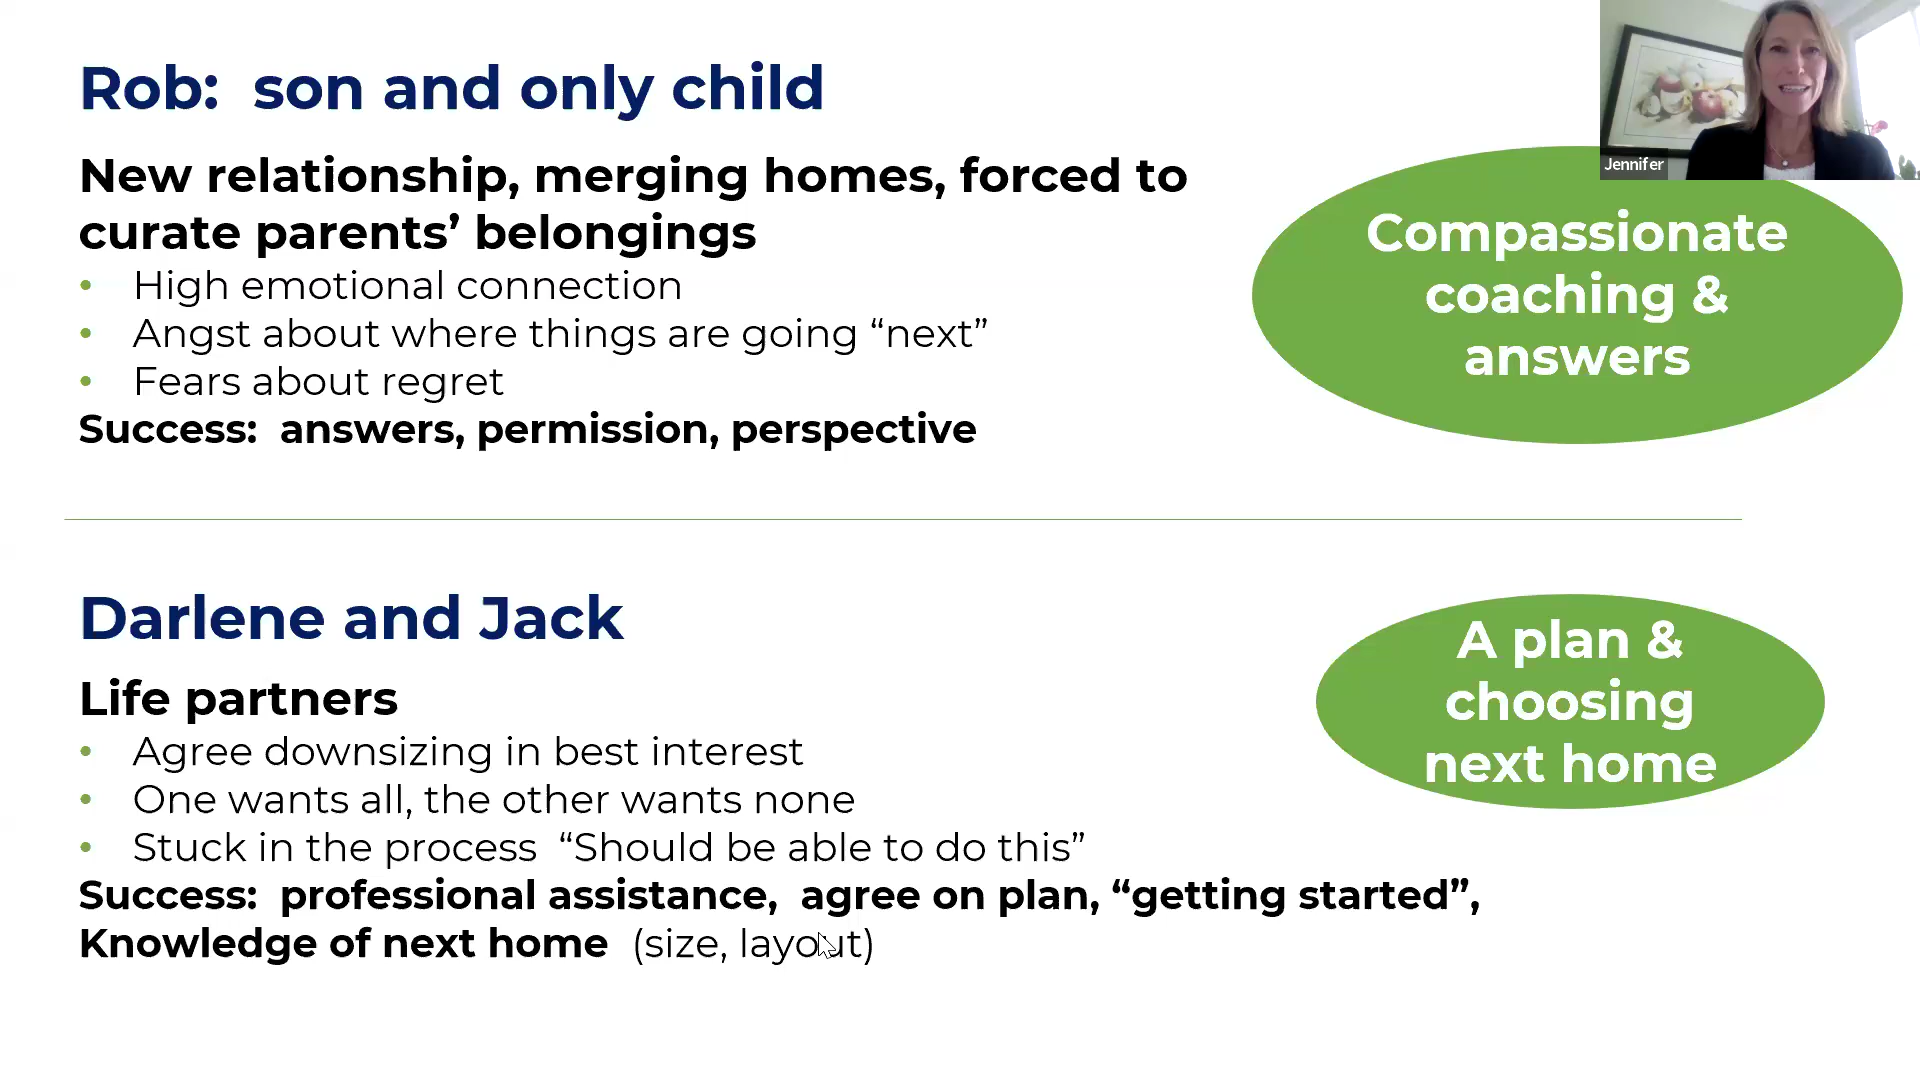 Rob:  son and only child
New relationship, merging homes, forced to
curate parents’ belongings
• High emotional connection
• Angst about where things are going “next”
• Fears about regret
Success:  answers, permission, perspective
Jennifer
Compassionate
coaching &
answers
Darlene and Jack
Life partners
• Agree downsizing in best interest
• One wants all, the other wants none
• Stuck in the process  “Should be able to do this”
Success:  professional assistance,  agree on plan, “getting started”,
Knowledge of next home  (size, layout)
A plan &
choosing
next home